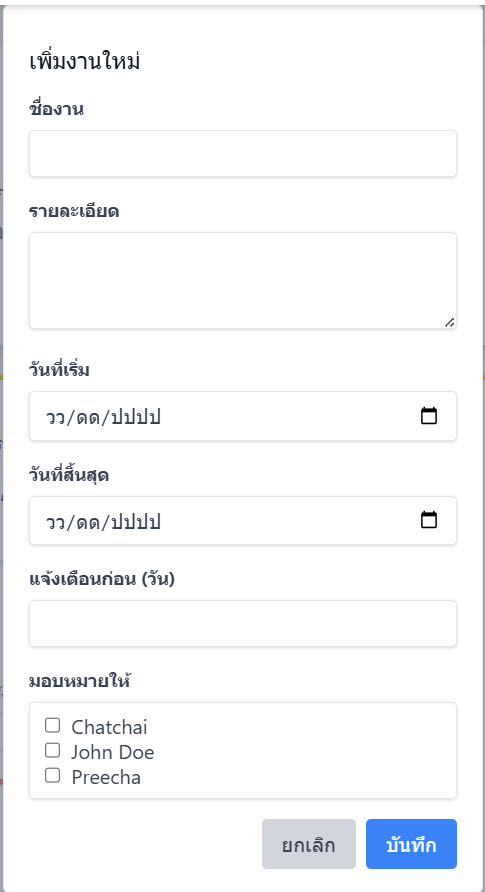 เพิ่มงานใหม่
ชื่องาน
รายละเอียด
วันที่เริ่ม
วว/ดด/ปปปป
วันที่สิ้นสุด
วว/ดด/ปปปป
แจ้งเตือนก่อน (วัน)
มอบหมายให้
Chatchai
John Doe
Preecha
ยกเลิก บันทึก